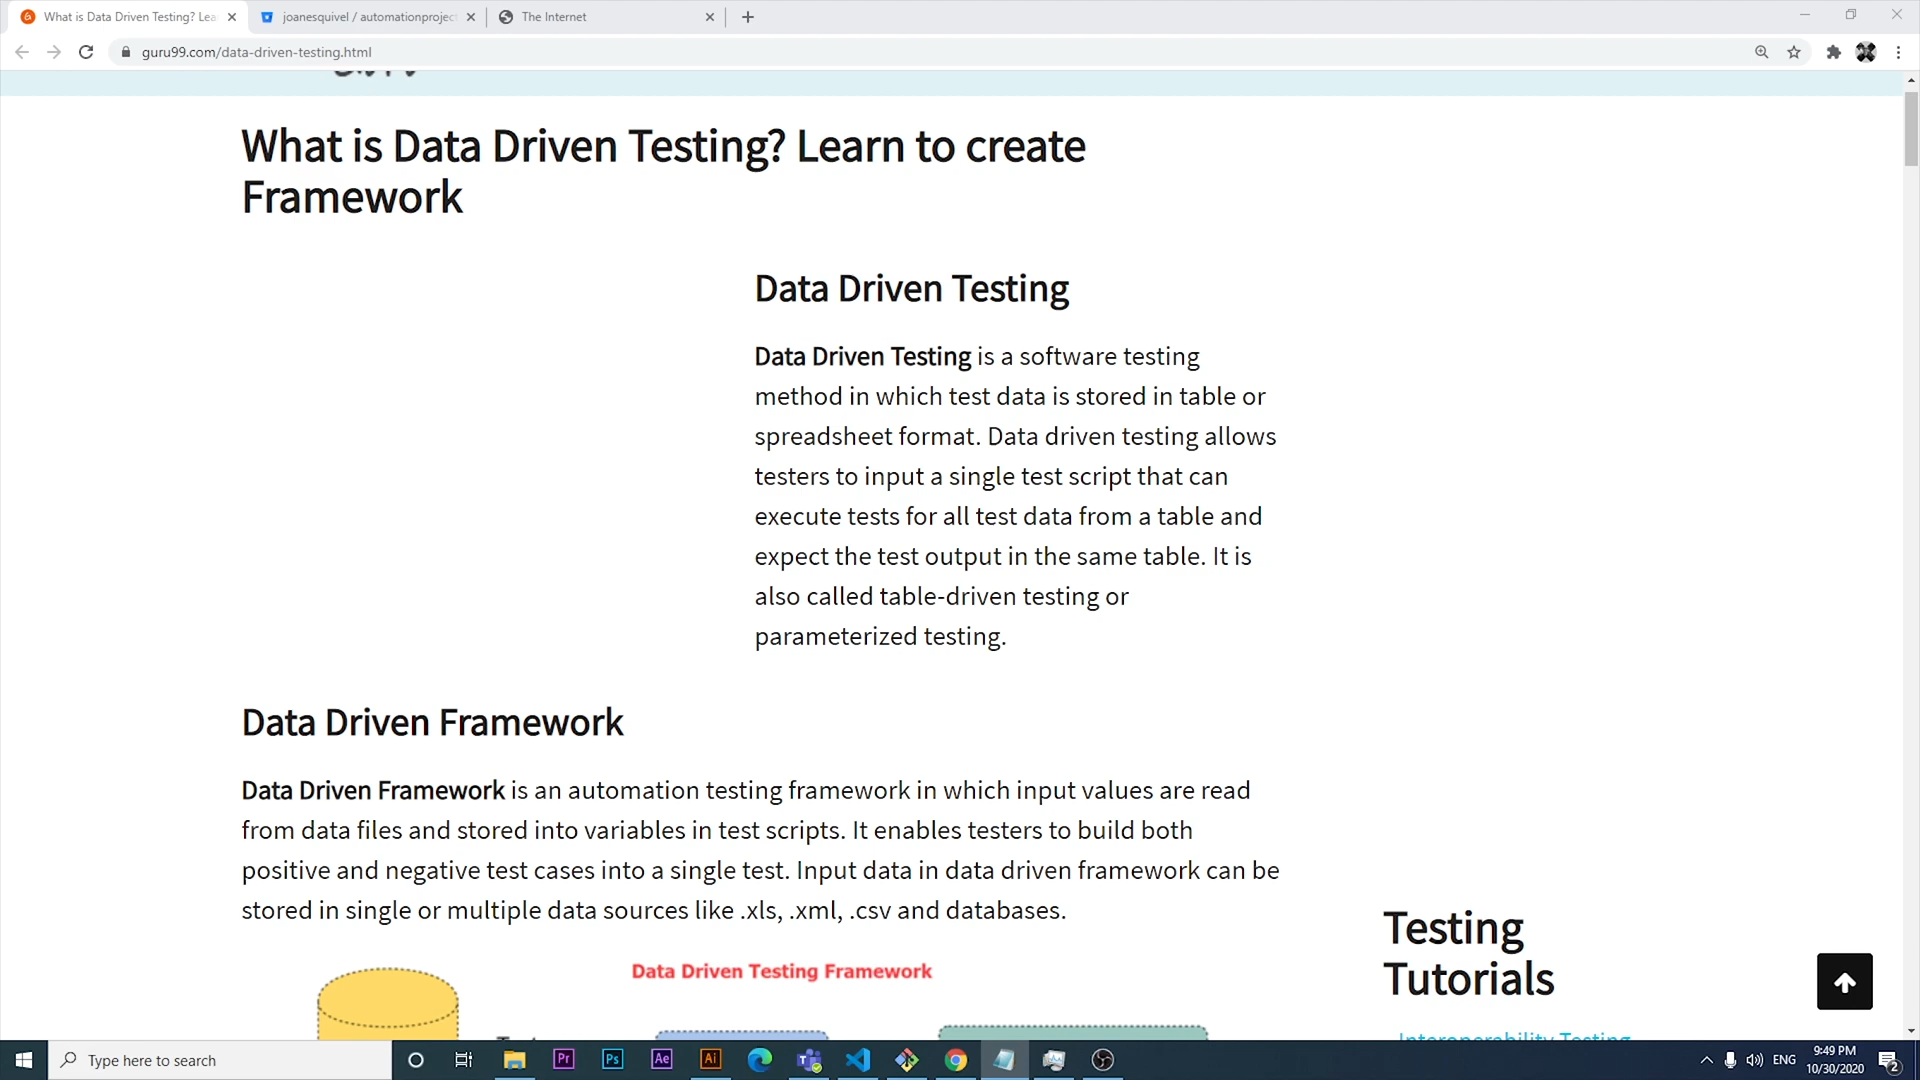 What is Data Driven Testing? Lea
joanesquivel / automationproject
The Internet
guru99.com/data-driven-testing.html
What is Data Driven Testing? Learn to create
Framework
Data Driven Testing
Data Driven Testing is a software testing
method in which test data is stored in table or
spreadsheet format. Data driven testing allows
testers to input a single test script that can
execute tests for all test data from a table and
expect the test output in the same table. It is
also called table-driven testing or
parameterized testing.
Data Driven Framework
Data Driven Framework is an automation testing framework in which input values are read
from data files and stored into variables in test scripts. It enables testers to build both
positive and negative test cases into a single test. Input data in data driven framework can be
stored in single or multiple data sources like .xls, .xml, .csv and databases.
Data Driven Testing Framework
Testing
Tutorials
Interoperability Testing
Type here to search
Pr
Ps
Ae
Ai
ENG
9:49 PM
10/30/2020
2